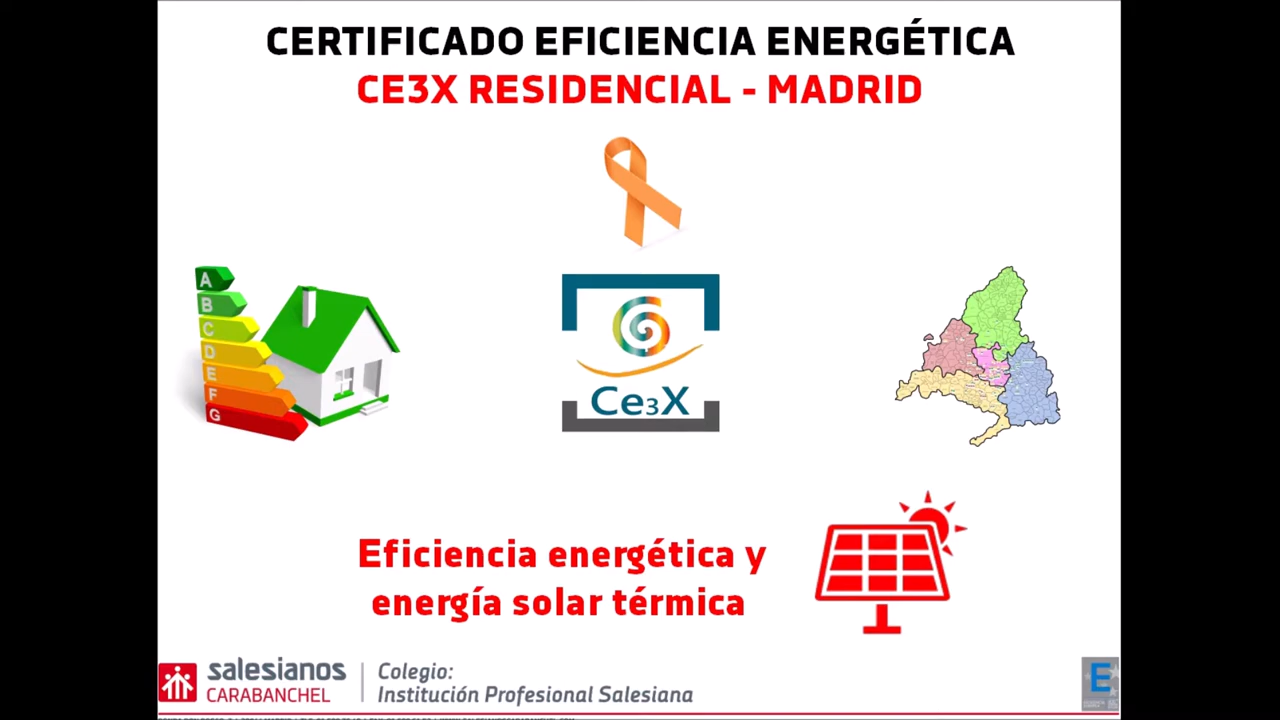 CERTIFICADO EFICIENCIA ENERGÉTICA
CE3X RESIDENCIAL - MADRID
A
B
C
D
E
F
G
Ce3X
Eficiencia energética y
energía solar térmica
salesianos
CARABANCHEL
Colegio:
Institución Profesional Salesiana
E